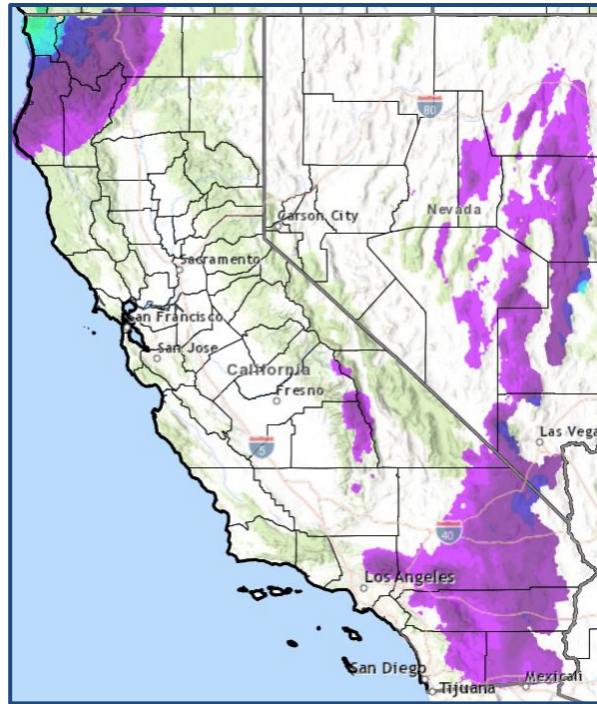 80
Nevada
Carson City
Sacramento
San Francisco
San Jose
California
Fresno
5
Las Vega
40
Los Angeles
San Diego
Mexicali
Tijuana